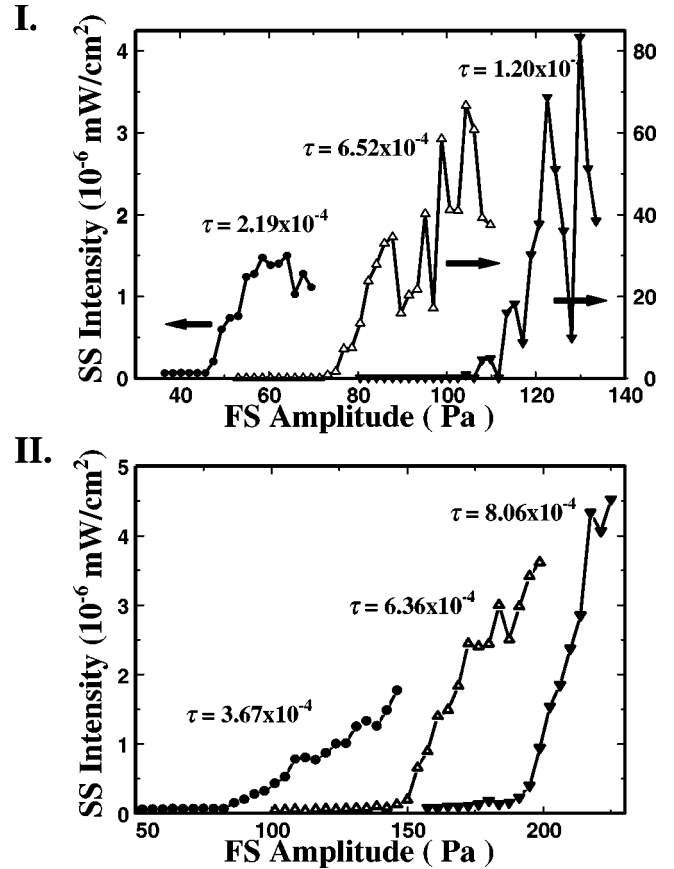 I.
SS Intensity (10⁻⁶ mW/cm²)
4
3
2
1
0
80
60
40
20
0
τ = 1.20x10⁻
τ = 6.52x10⁻⁴
τ = 2.19x10⁻⁴
40 60 80 100 120 140
FS Amplitude ( Pa )
II.
SS Intensity (10⁻⁶ mW/cm²)
5
4
3
2
1
0
τ = 8.06x10⁻⁴
τ = 6.36x10⁻⁴
τ = 3.67x10⁻⁴
50 100 150 200
FS Amplitude ( Pa )